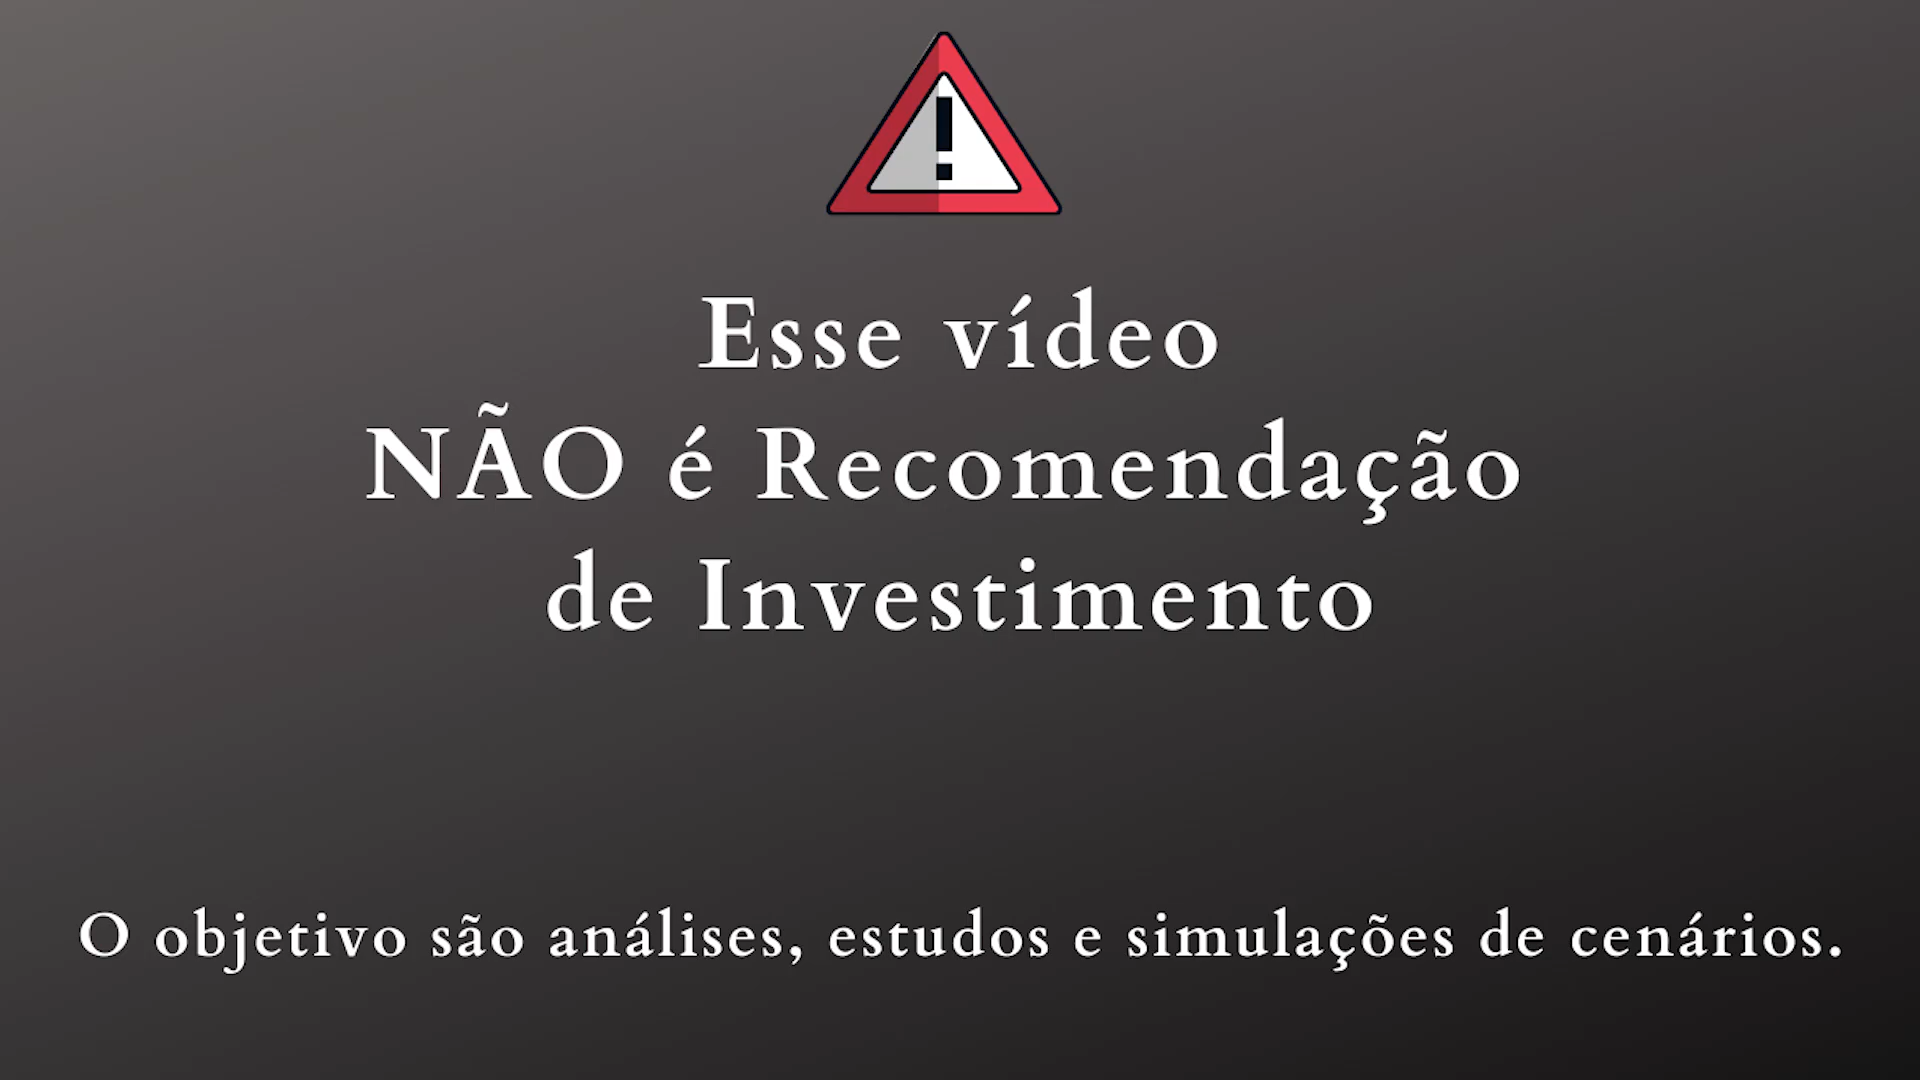 Esse vídeo
NÃO é Recomendação
de Investimento
O objetivo são análises, estudos e simulações de cenários.